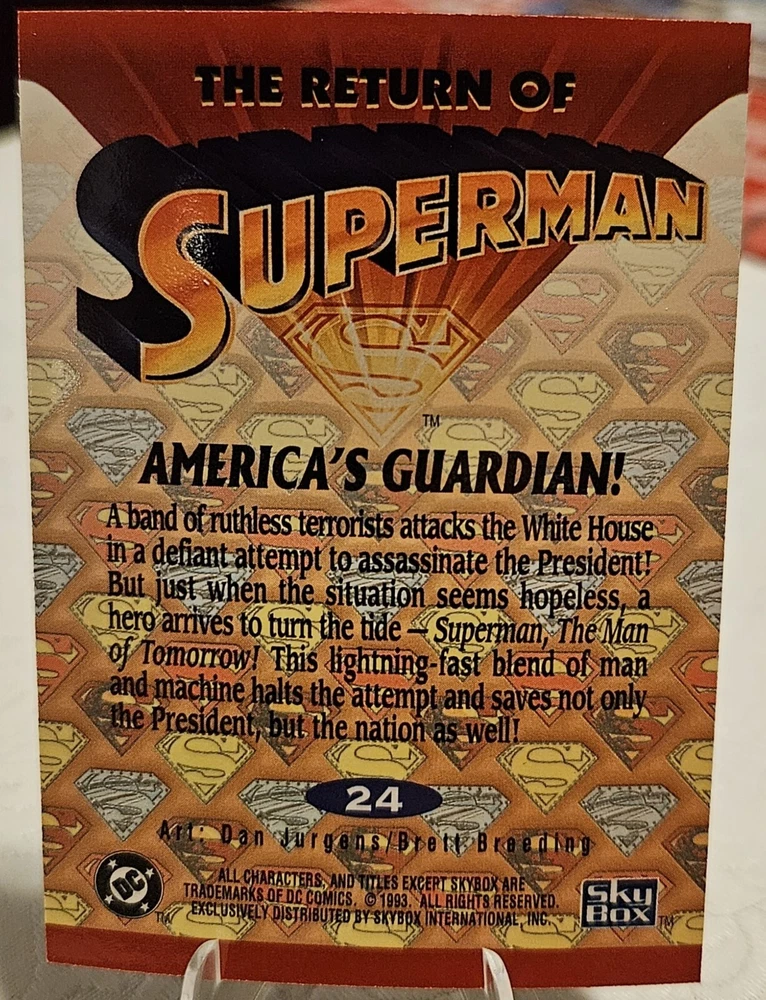 THE RETURN OF
SUPERMAN
S
TM
AMERICA'S GUARDIAN!
A band of ruthless terrorists attacks the White House
in a defiant attempt to assassinate the President!
But just when the situation seems hopeless, a
hero arrives to turn the tide — Superman, The Man
of Tomorrow! This lightning-fast blend of man
and machine halts the attempt and saves not only
the President, but the nation as well!
24
Art: Dan Jurgens/Brett Breeding
DC
TM
ALL CHARACTERS, AND TITLES EXCEPT SKYBOX ARE
TRADEMARKS OF DC COMICS. © 1993. ALL RIGHTS RESERVED.
EXCLUSIVELY DISTRIBUTED BY SKYBOX INTERNATIONAL, INC.
SKY
BOX
TM